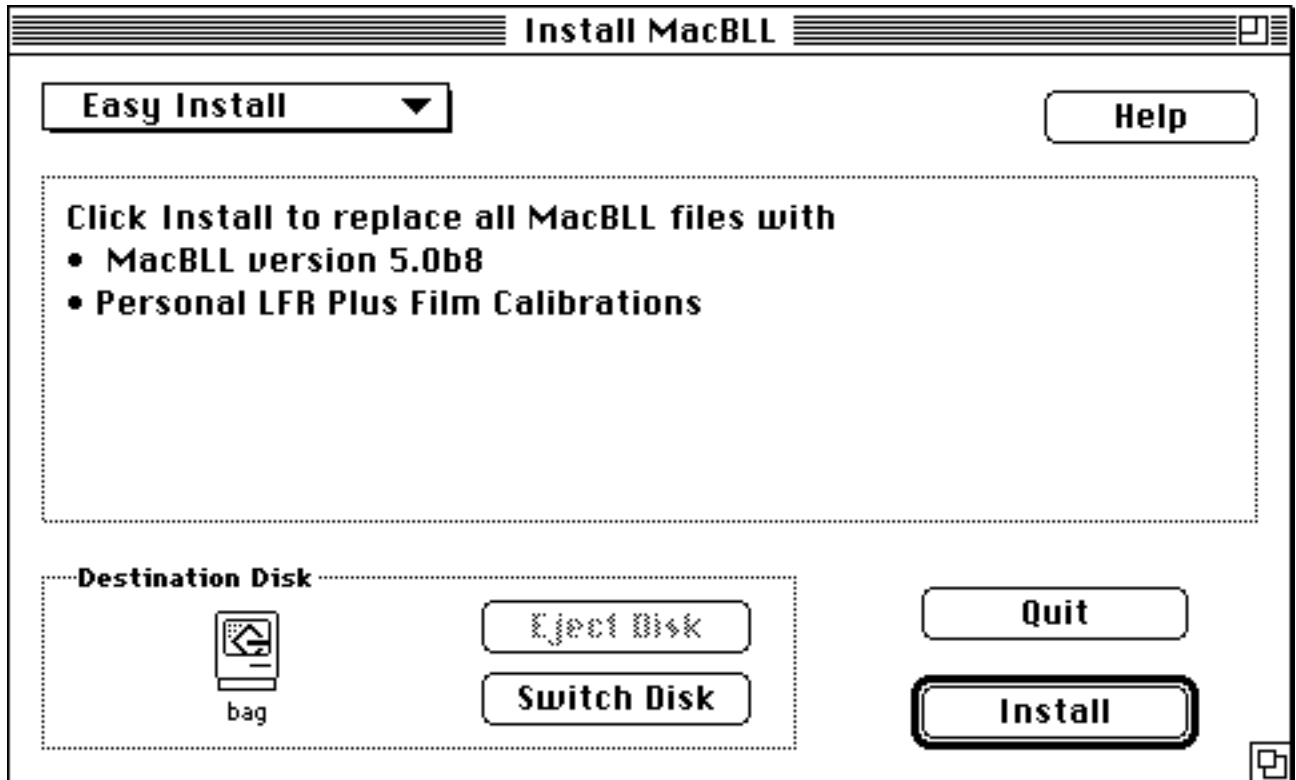 Install MacBLL
Easy Install
Help
Click Install to replace all MacBLL files with
• MacBLL version 5.0b8
• Personal LFR Plus Film Calibrations
Destination Disk
Eject Disk
Quit
bag
Switch Disk
Install